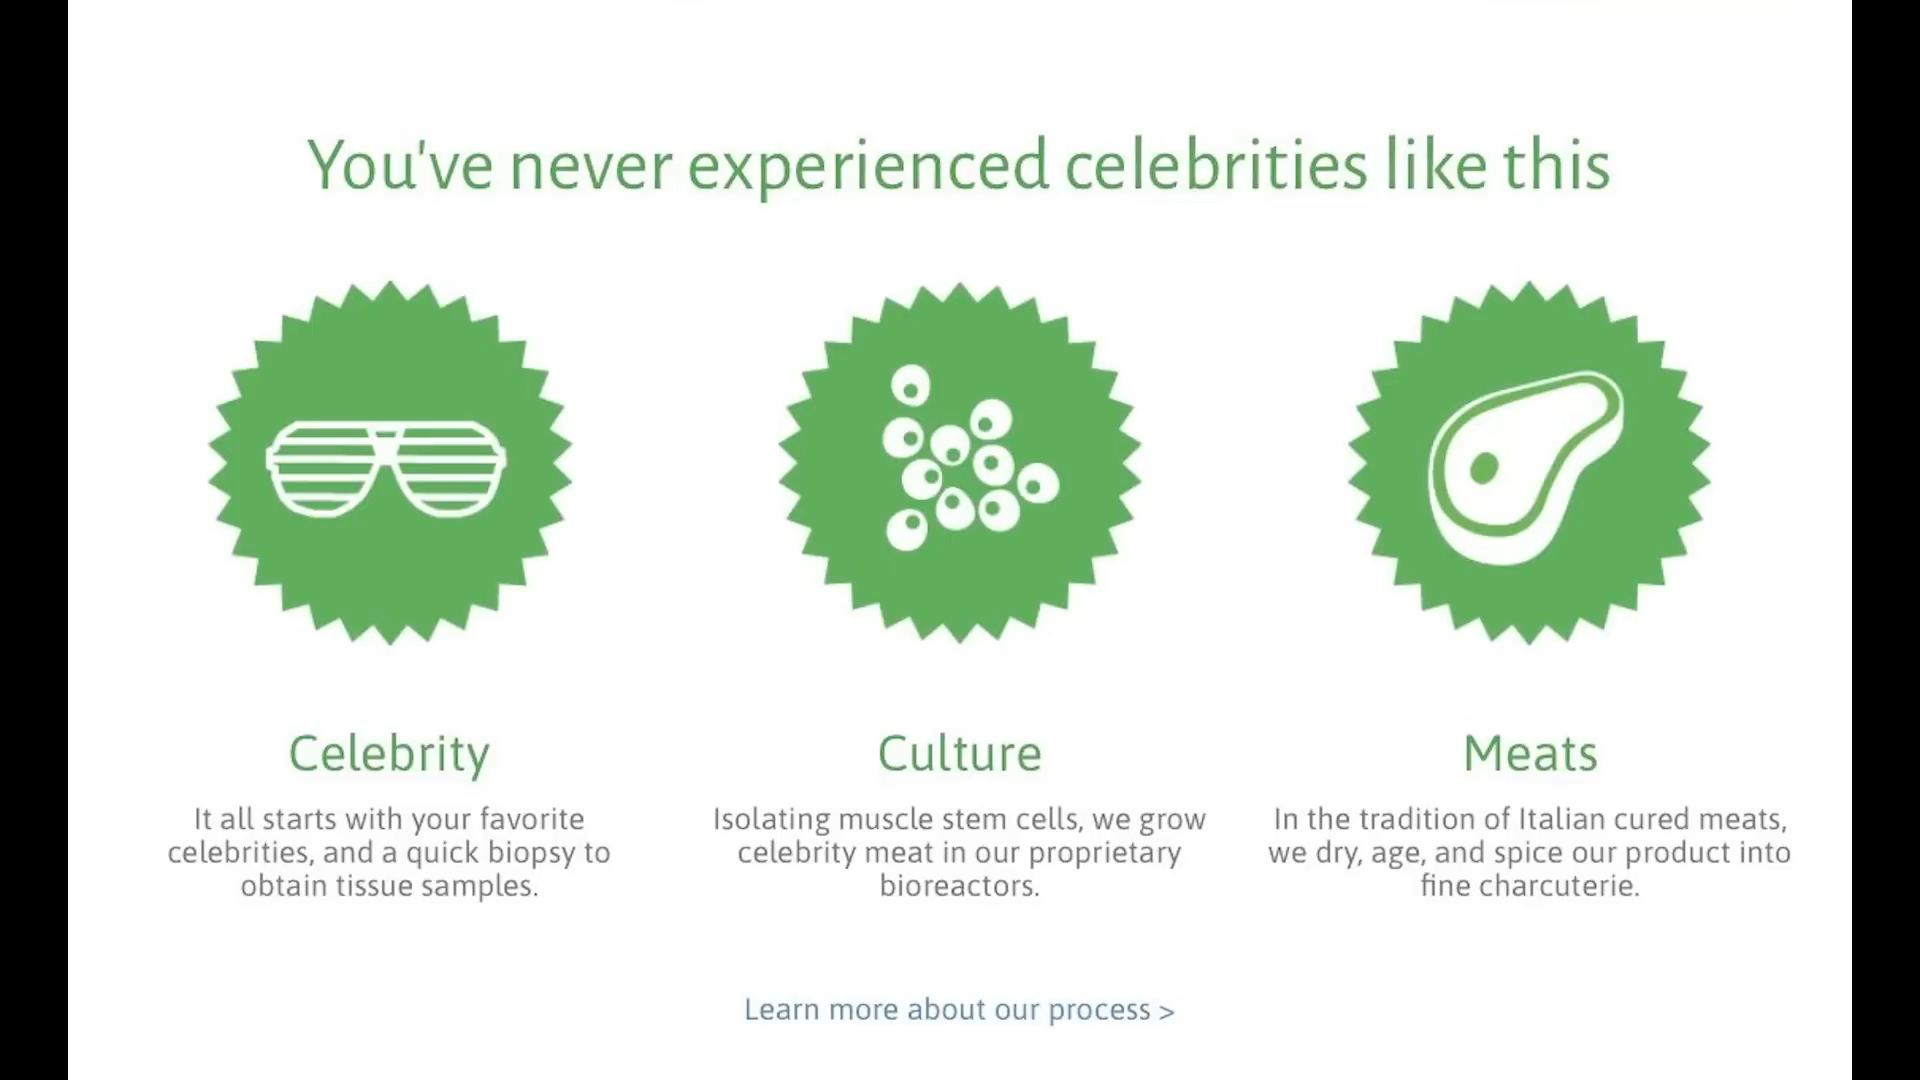 You've never experienced celebrities like this
Celebrity
It all starts with your favorite
celebrities, and a quick biopsy to
obtain tissue samples.
Culture
Isolating muscle stem cells, we grow
celebrity meat in our proprietary
bioreactors.
Meats
In the tradition of Italian cured meats,
we dry, age, and spice our product into
fine charcuterie.
Learn more about our process >